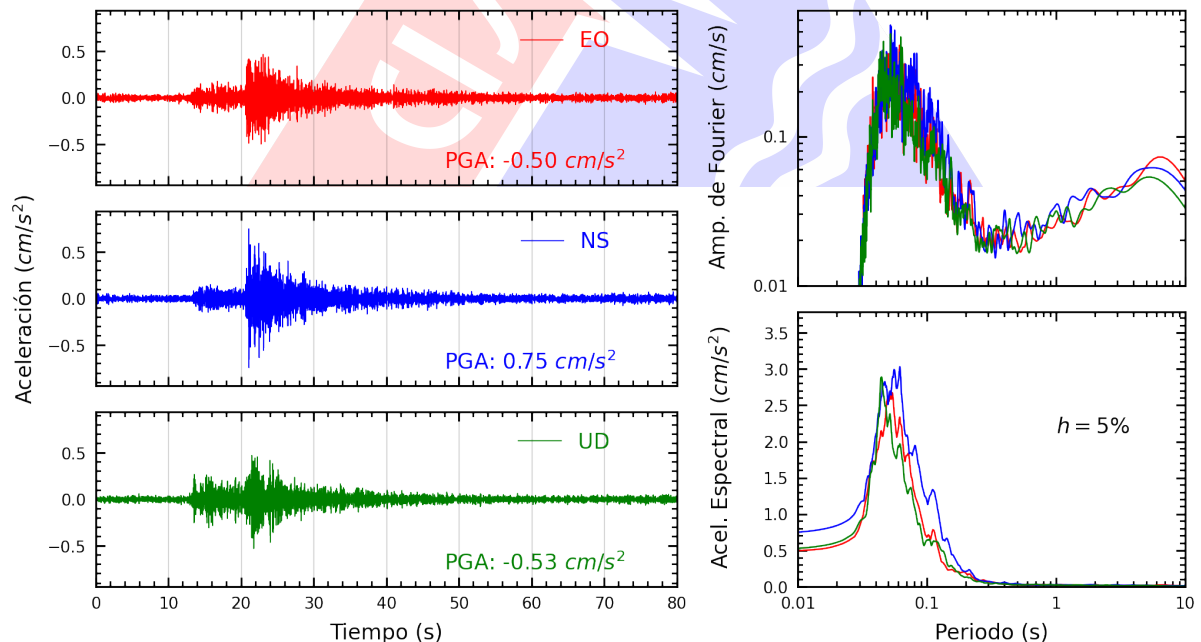 EO
0.5
0.0
−0.5
PGA: -0.50 cm/s²
NS
0.5
0.0
−0.5
PGA: 0.75 cm/s²
UD
0.5
0.0
−0.5
PGA: -0.53 cm/s²
0 10 20 30 40 50 60 70 80
Tiempo (s)
Aceleración (cm/s²)
Amp. de Fourier (cm/s)
0.1
0.01
Acel. Espectral (cm/s²)
3.5
3.0
2.5
2.0
1.5
1.0
0.5
0.0
h = 5%
0.01 0.1 1 10
Periodo (s)